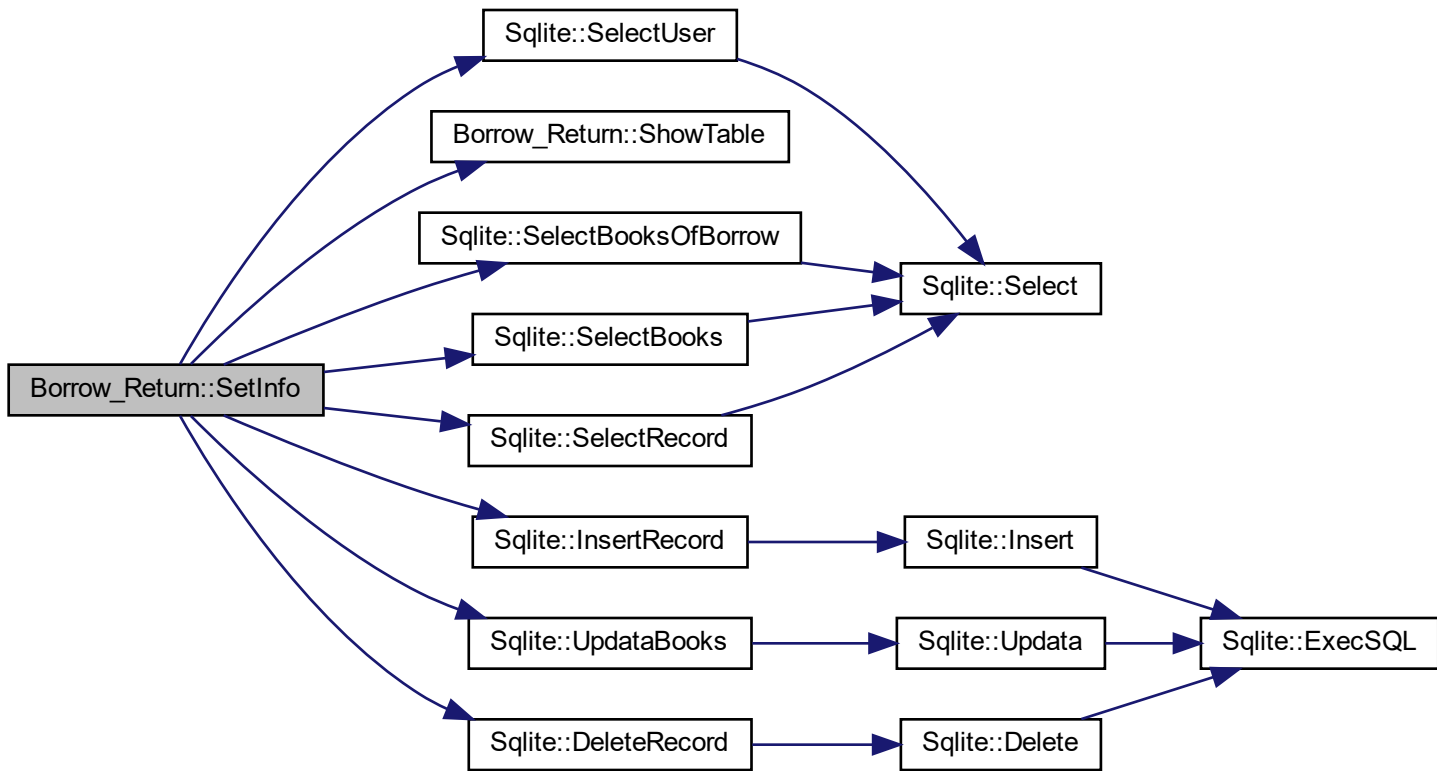 Sqlite::SelectUser
Borrow_Return::ShowTable
Sqlite::SelectBooksOfBorrow
Sqlite::Select
Sqlite::SelectBooks
Borrow_Return::SetInfo
Sqlite::SelectRecord
Sqlite::InsertRecord
Sqlite::Insert
Sqlite::UpdataBooks
Sqlite::Updata
Sqlite::ExecSQL
Sqlite::DeleteRecord
Sqlite::Delete